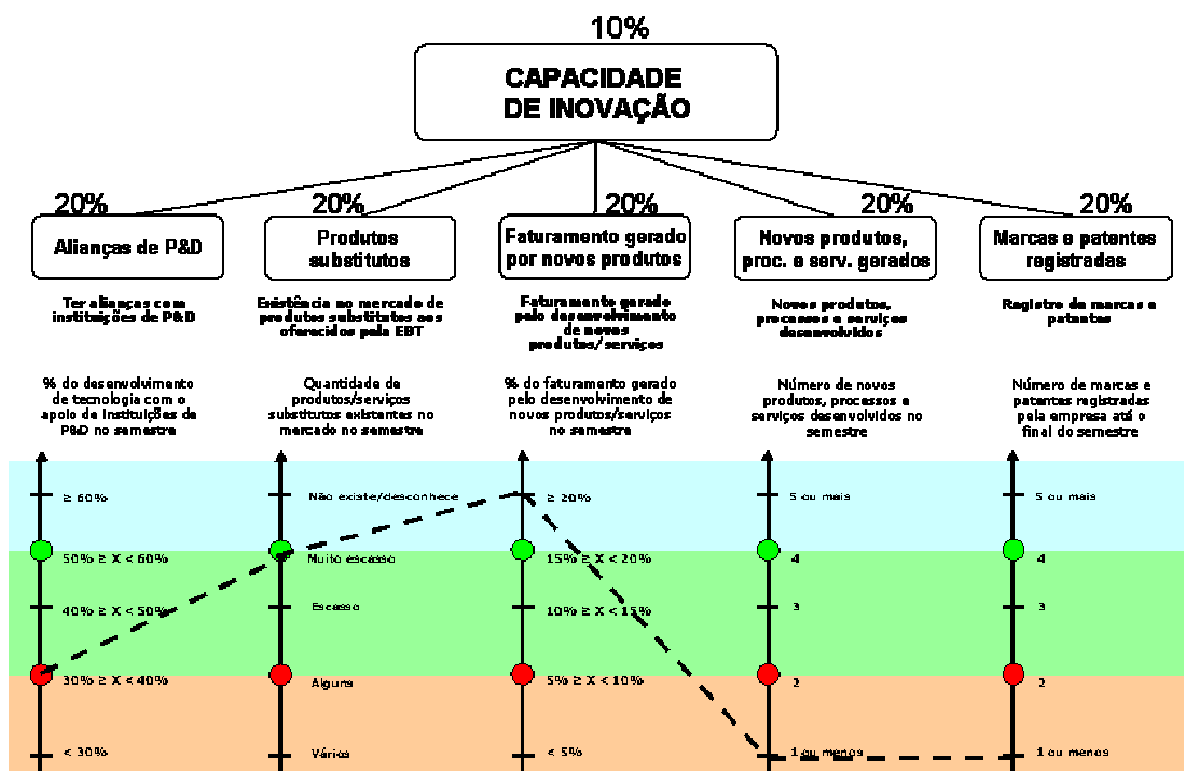 10%
CAPACIDADE
DE INOVAÇÃO
20%
20%
20%
20%
20%
Alianças de P&D
Produtos
substitutos
Faturamento gerado
por novos produtos
Novos produtos,
proc. e serv. gerados
Marcas e patentes
registradas
Ter alianças com
instituições de P&D
Existência no mercado de
produtos substitutos aos
oferecidos pela EBT
Faturamento gerado
pelo desenvolvimento
de novos
produtos/serviços
Novos produtos,
processos e serviços
desenvolvidos
Registro de marcas e
patentes
% do desenvolvimento
de tecnologia com o
apoio de instituições de
P&D no semestre
Quantidade de
produtos/serviços
substitutos existentes no
mercado no semestre
% do faturamento gerado
pelo desenvolvimento de
novos produtos/serviços
no semestre
Número de novos
produtos, processos e
serviços desenvolvidos no
semestre
Número de marcas e
patentes registradas
pela empresa até o
final do semestre
≥ 60%
Não existe/desconhece
≥ 20%
5 ou mais
5 ou mais
50% ≥ X < 60%
Muito escasso
15% ≥ X < 20%
4
4
40% ≥ X < 50%
Escasso
10% ≥ X < 15%
3
3
30% ≥ X < 40%
Alguns
5% ≥ X < 10%
2
2
< 30%
Vários
< 5%
1 ou menos
1 ou menos